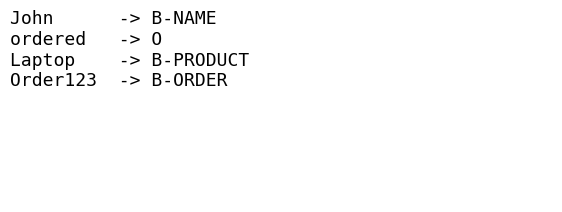 John      -> B-NAME
ordered   -> O
Laptop    -> B-PRODUCT
Order123  -> B-ORDER